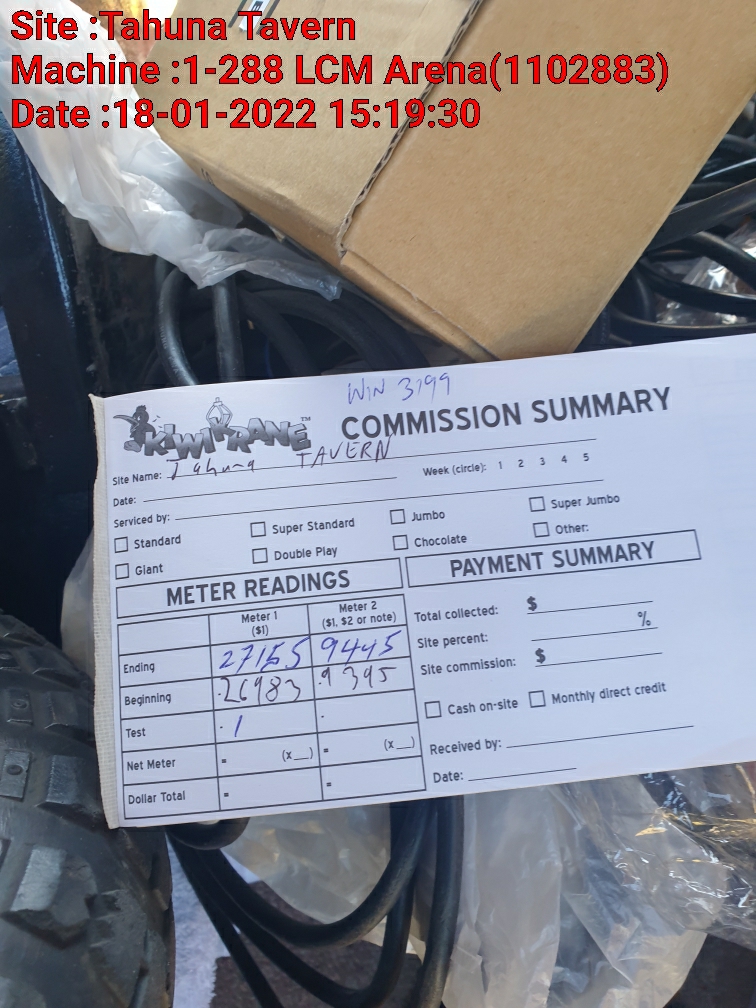 Site :Tahuna Tavern
Machine :1-288 LCM Arena(1102883)
Date :18-01-2022 15:19:30
WIN 3199
KIWIKRANE™
COMMISSION SUMMARY
Site Name: Tahuna TAVERN
Week (circle): 1 2 3 4 5
Date:
Serviced by:
Standard
Super Standard
Jumbo
Super Jumbo
Giant
Double Play
Chocolate
Other:
METER READINGS
Meter 1 ($1)
Meter 2 ($1, $2 or note)
Ending 27155 9445
Beginning 26983 9395
Test 1
Net Meter = (x__) = (x__)
Dollar Total = =
PAYMENT SUMMARY
Total collected: $
Site percent: %
Site commission: $
Cash on-site
Monthly direct credit
Received by:
Date: